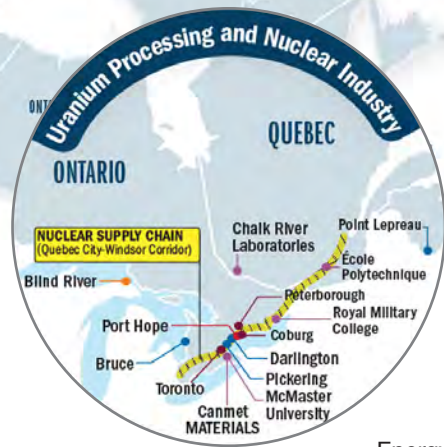 Uranium Processing and Nuclear Industry
ONT
QUEBEC
ONTARIO
NUCLEAR SUPPLY CHAIN
(Quebec City-Windsor Corridor)
Chalk River
Laboratories
Point Lepreau
École
Polytechnique
Blind River
Peterborough
Royal Military
College
Port Hope
Coburg
Bruce
Darlington
Pickering
Toronto
McMaster
University
Canmet
MATERIALS